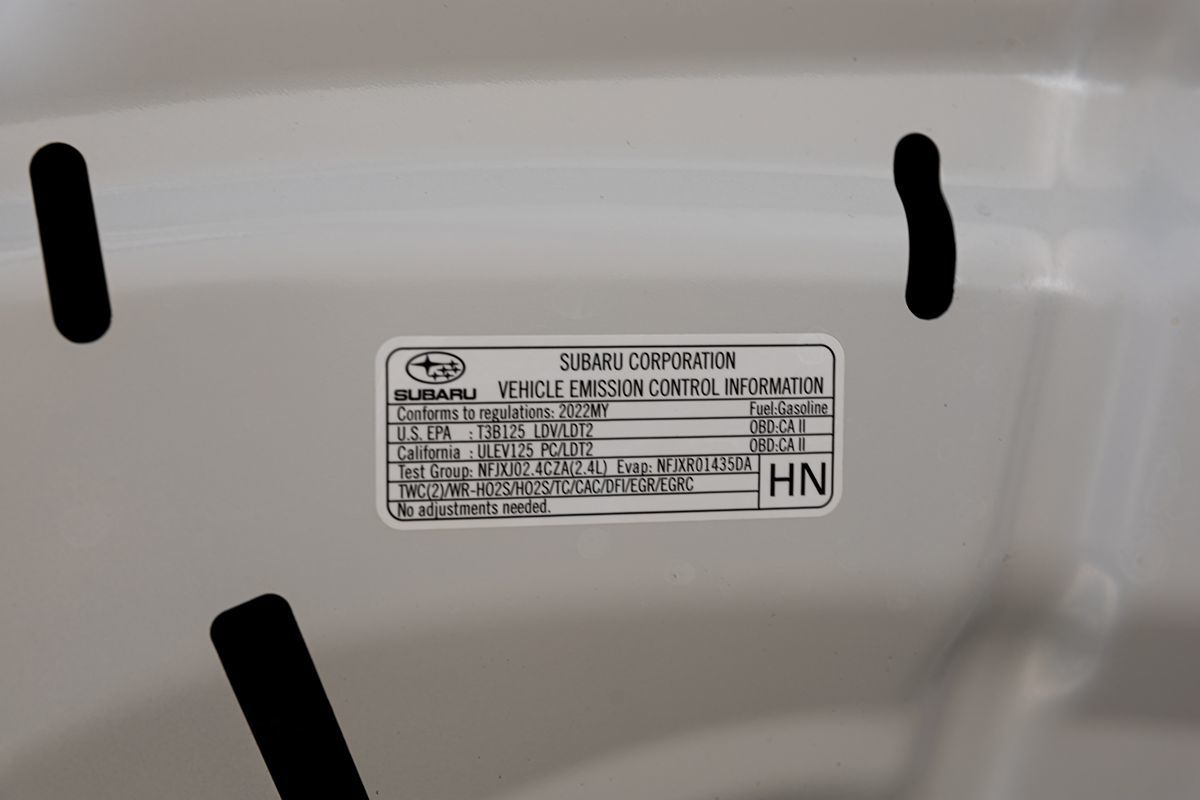 SUBARU
SUBARU CORPORATION
VEHICLE EMISSION CONTROL INFORMATION
Conforms to regulations: 2022MY Fuel:Gasoline
U.S. EPA : T3B125 LDV/LDT2 OBD:CA II
California : ULEV125 PC/LDT2 OBD:CA II
Test Group: NFJXJ02.4CZA(2.4L) Evap: NFJXR01435DA
TWC(2)/WR-HO2S/HO2S/TC/CAC/DFI/EGR/EGRC
No adjustments needed.
HN